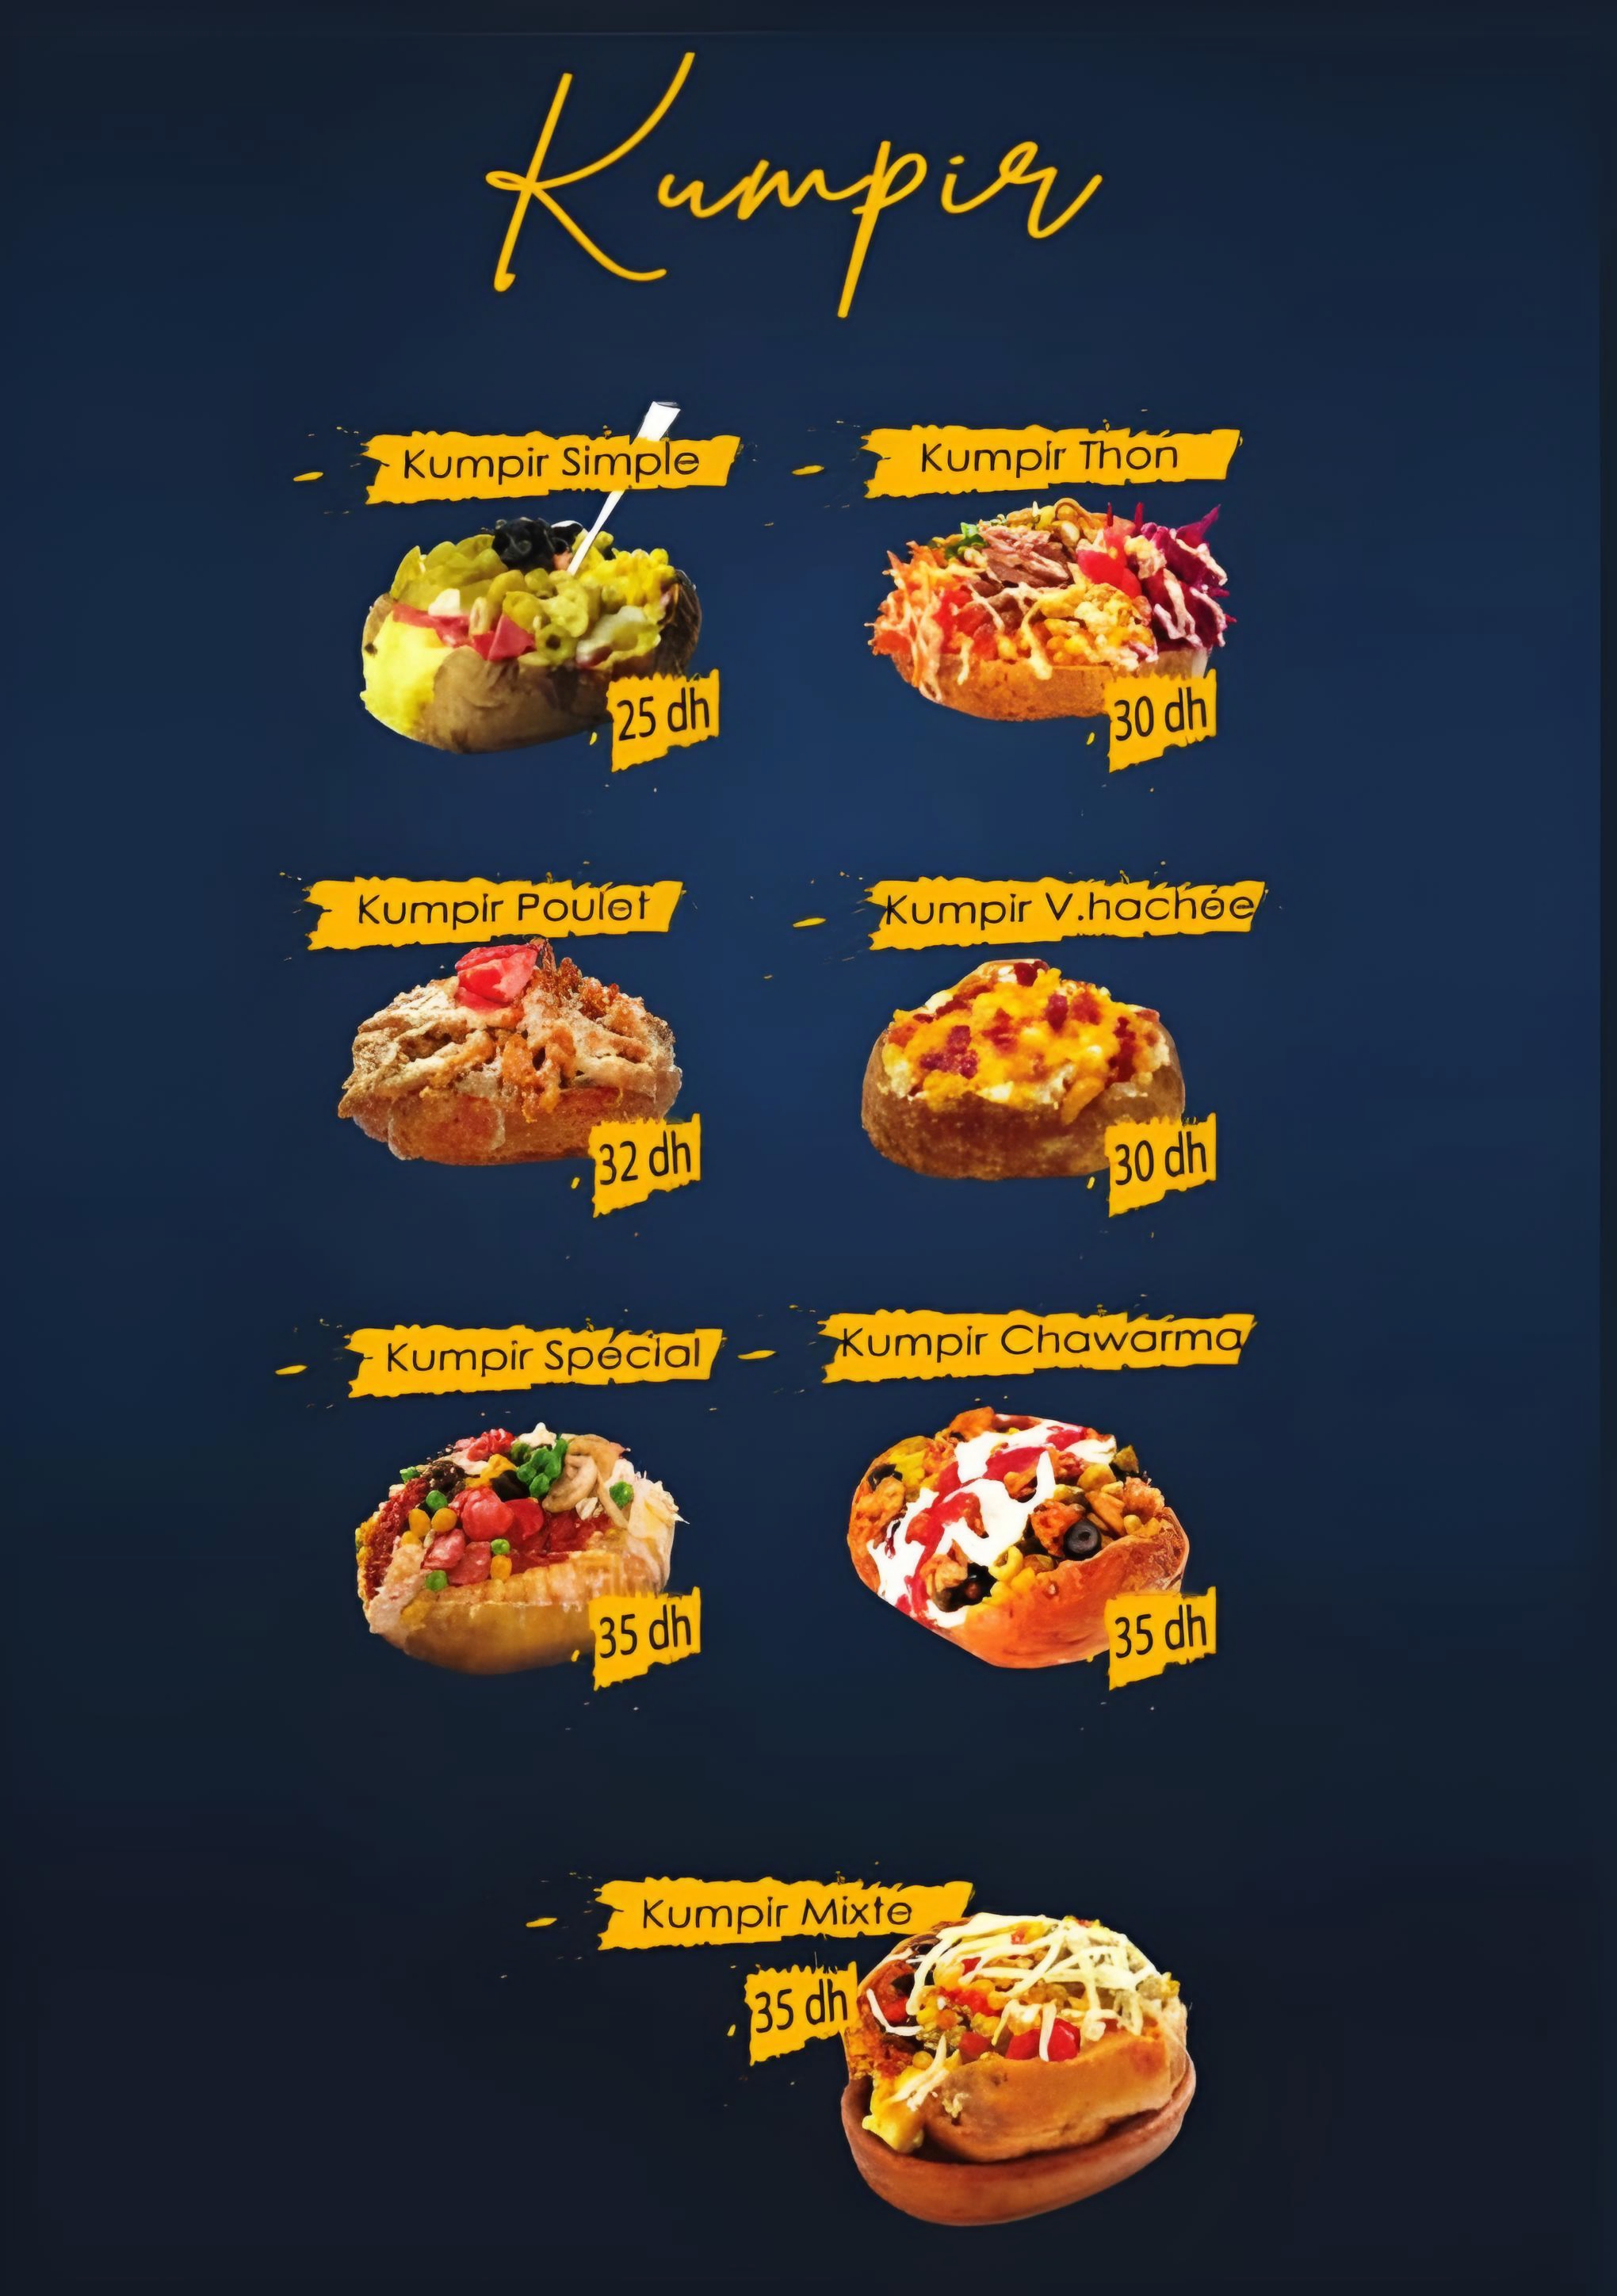 Kumpir
Kumpir Simple
25 dh
Kumpir Thon
30 dh
Kumpir Poulet
32 dh
Kumpir V.hachée
30 dh
Kumpir Spécial
35 dh
Kumpir Chawarma
35 dh
Kumpir Mixte
35 dh